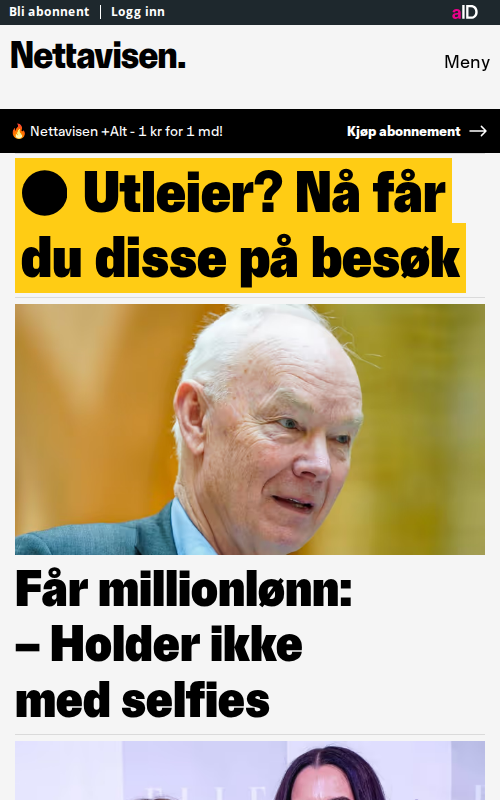 Bli abonnent | Logg inn
aID
Nettavisen.
Meny
🔥 Nettavisen +Alt - 1 kr for 1 md!
Kjøp abonnement →
● Utleier? Nå får
du disse på besøk
Får millionlønn:
– Holder ikke
med selfies